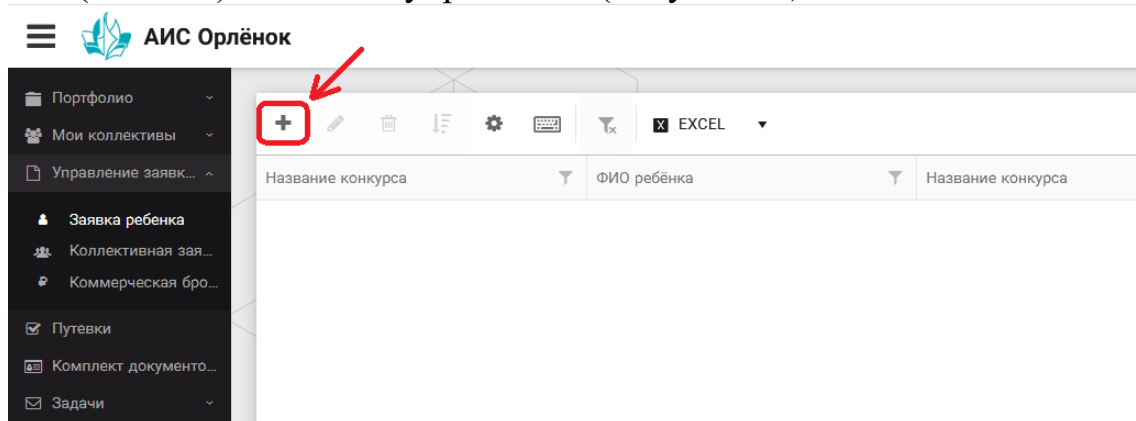 АИС Орлёнок
Портфолио
Мои коллективы
Управление заявк...
Заявка ребенка
Коллективная зая...
Коммерческая бро...
Путевки
Комплект документо...
Задачи
EXCEL
Название конкурса
ФИО ребёнка
Название конкурса